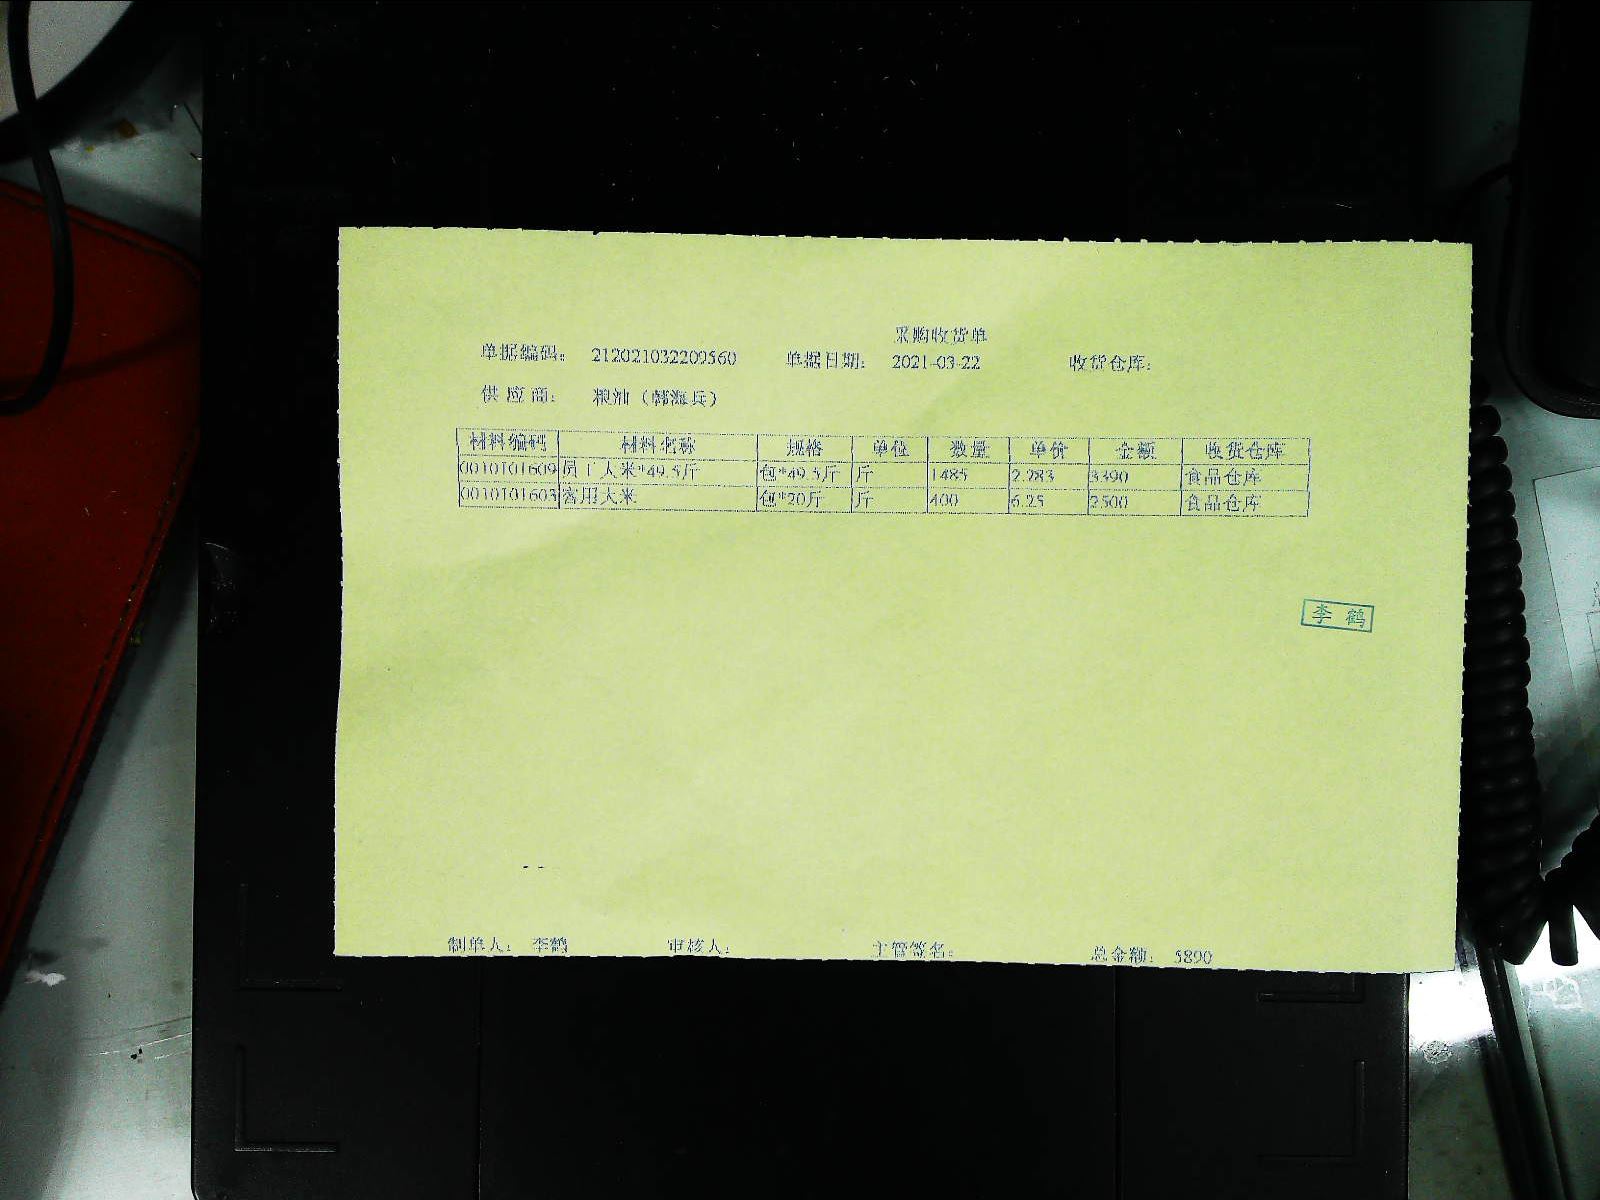 采购收货单
单据编码： 212021032209560 单据日期： 2021-03-22 收货仓库：
供 应 商： 粮油（韩海兵）
材料编码 材料名称 规格 单位 数量 单价 金额 收货仓库
0010101609 员工大米*49.5斤 包*49.5斤 斤 1485 2.283 3390 食品仓库
0010101603 客用大米 包*20斤 斤 400 6.25 2500 食品仓库
李 鹤
制单人： 李鹤 审核人： 主管签名： 总金额： 5890